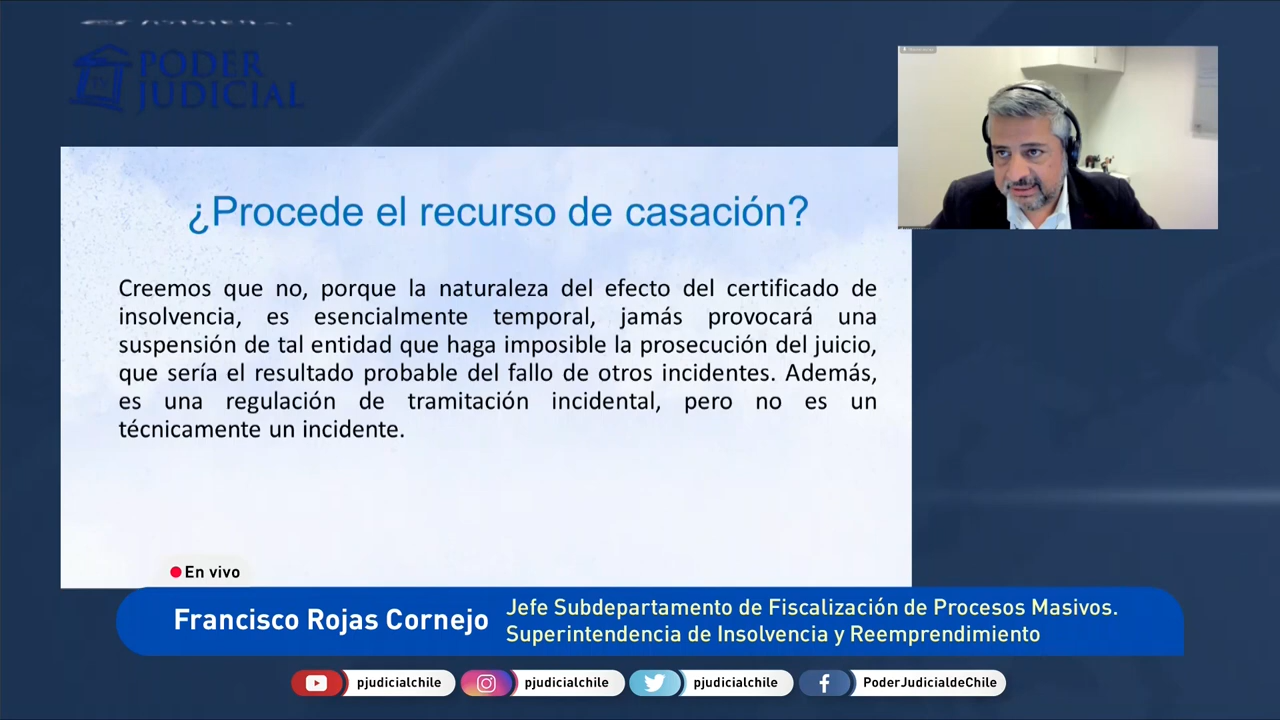 PODER
JUDICIAL
TV
¿Procede el recurso de casación?
Creemos que no, porque la naturaleza del efecto del certificado de
insolvencia, es esencialmente temporal, jamás provocará una
suspensión de tal entidad que haga imposible la prosecución del juicio,
que sería el resultado probable del fallo de otros incidentes. Además,
es una regulación de tramitación incidental, pero no es un
técnicamente un incidente.
En vivo
Francisco Rojas Cornejo
Jefe Subdepartamento de Fiscalización de Procesos Masivos.
Superintendencia de Insolvencia y Reemprendimiento
pjudicialchile
pjudicialchile
pjudicialchile
PoderJudicialdeChile